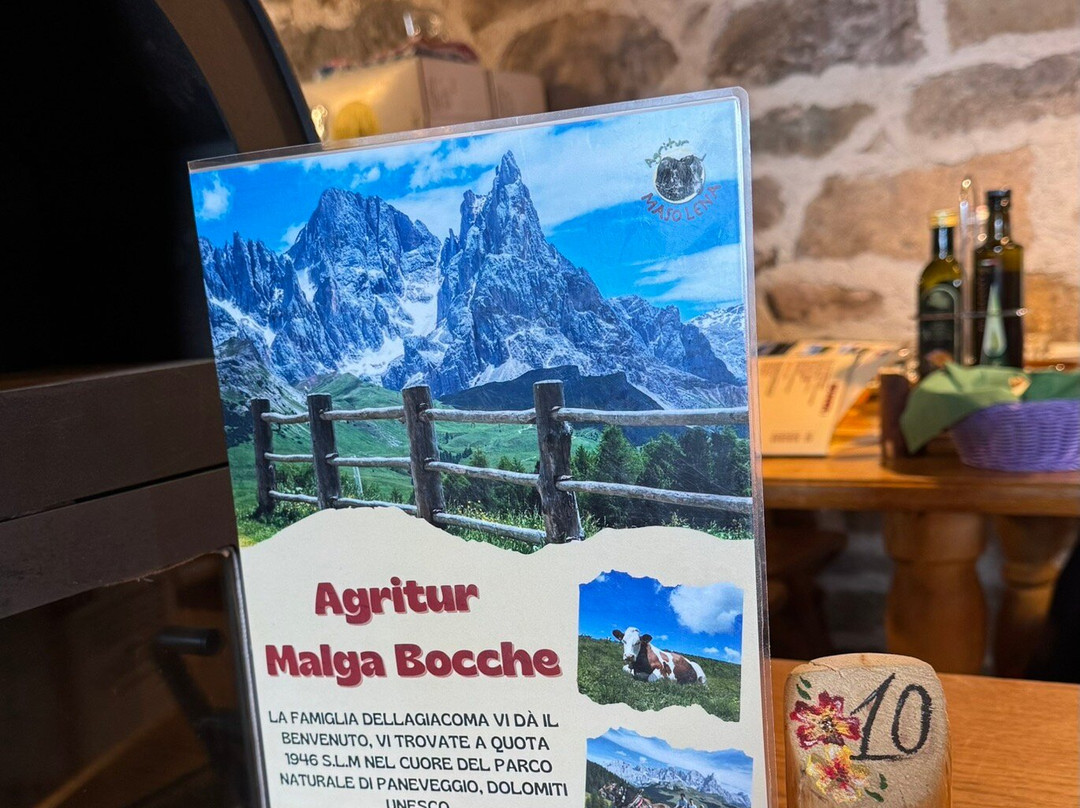 Agritur
MASO LENA
Agritur
Malga Bocche
LA FAMIGLIA DELLAGIACOMA VI DÀ IL
BENVENUTO, VI TROVATE A QUOTA
1946 S.L.M NEL CUORE DEL PARCO
NATURALE DI PANEVEGGIO, DOLOMITI
UNESCO
10